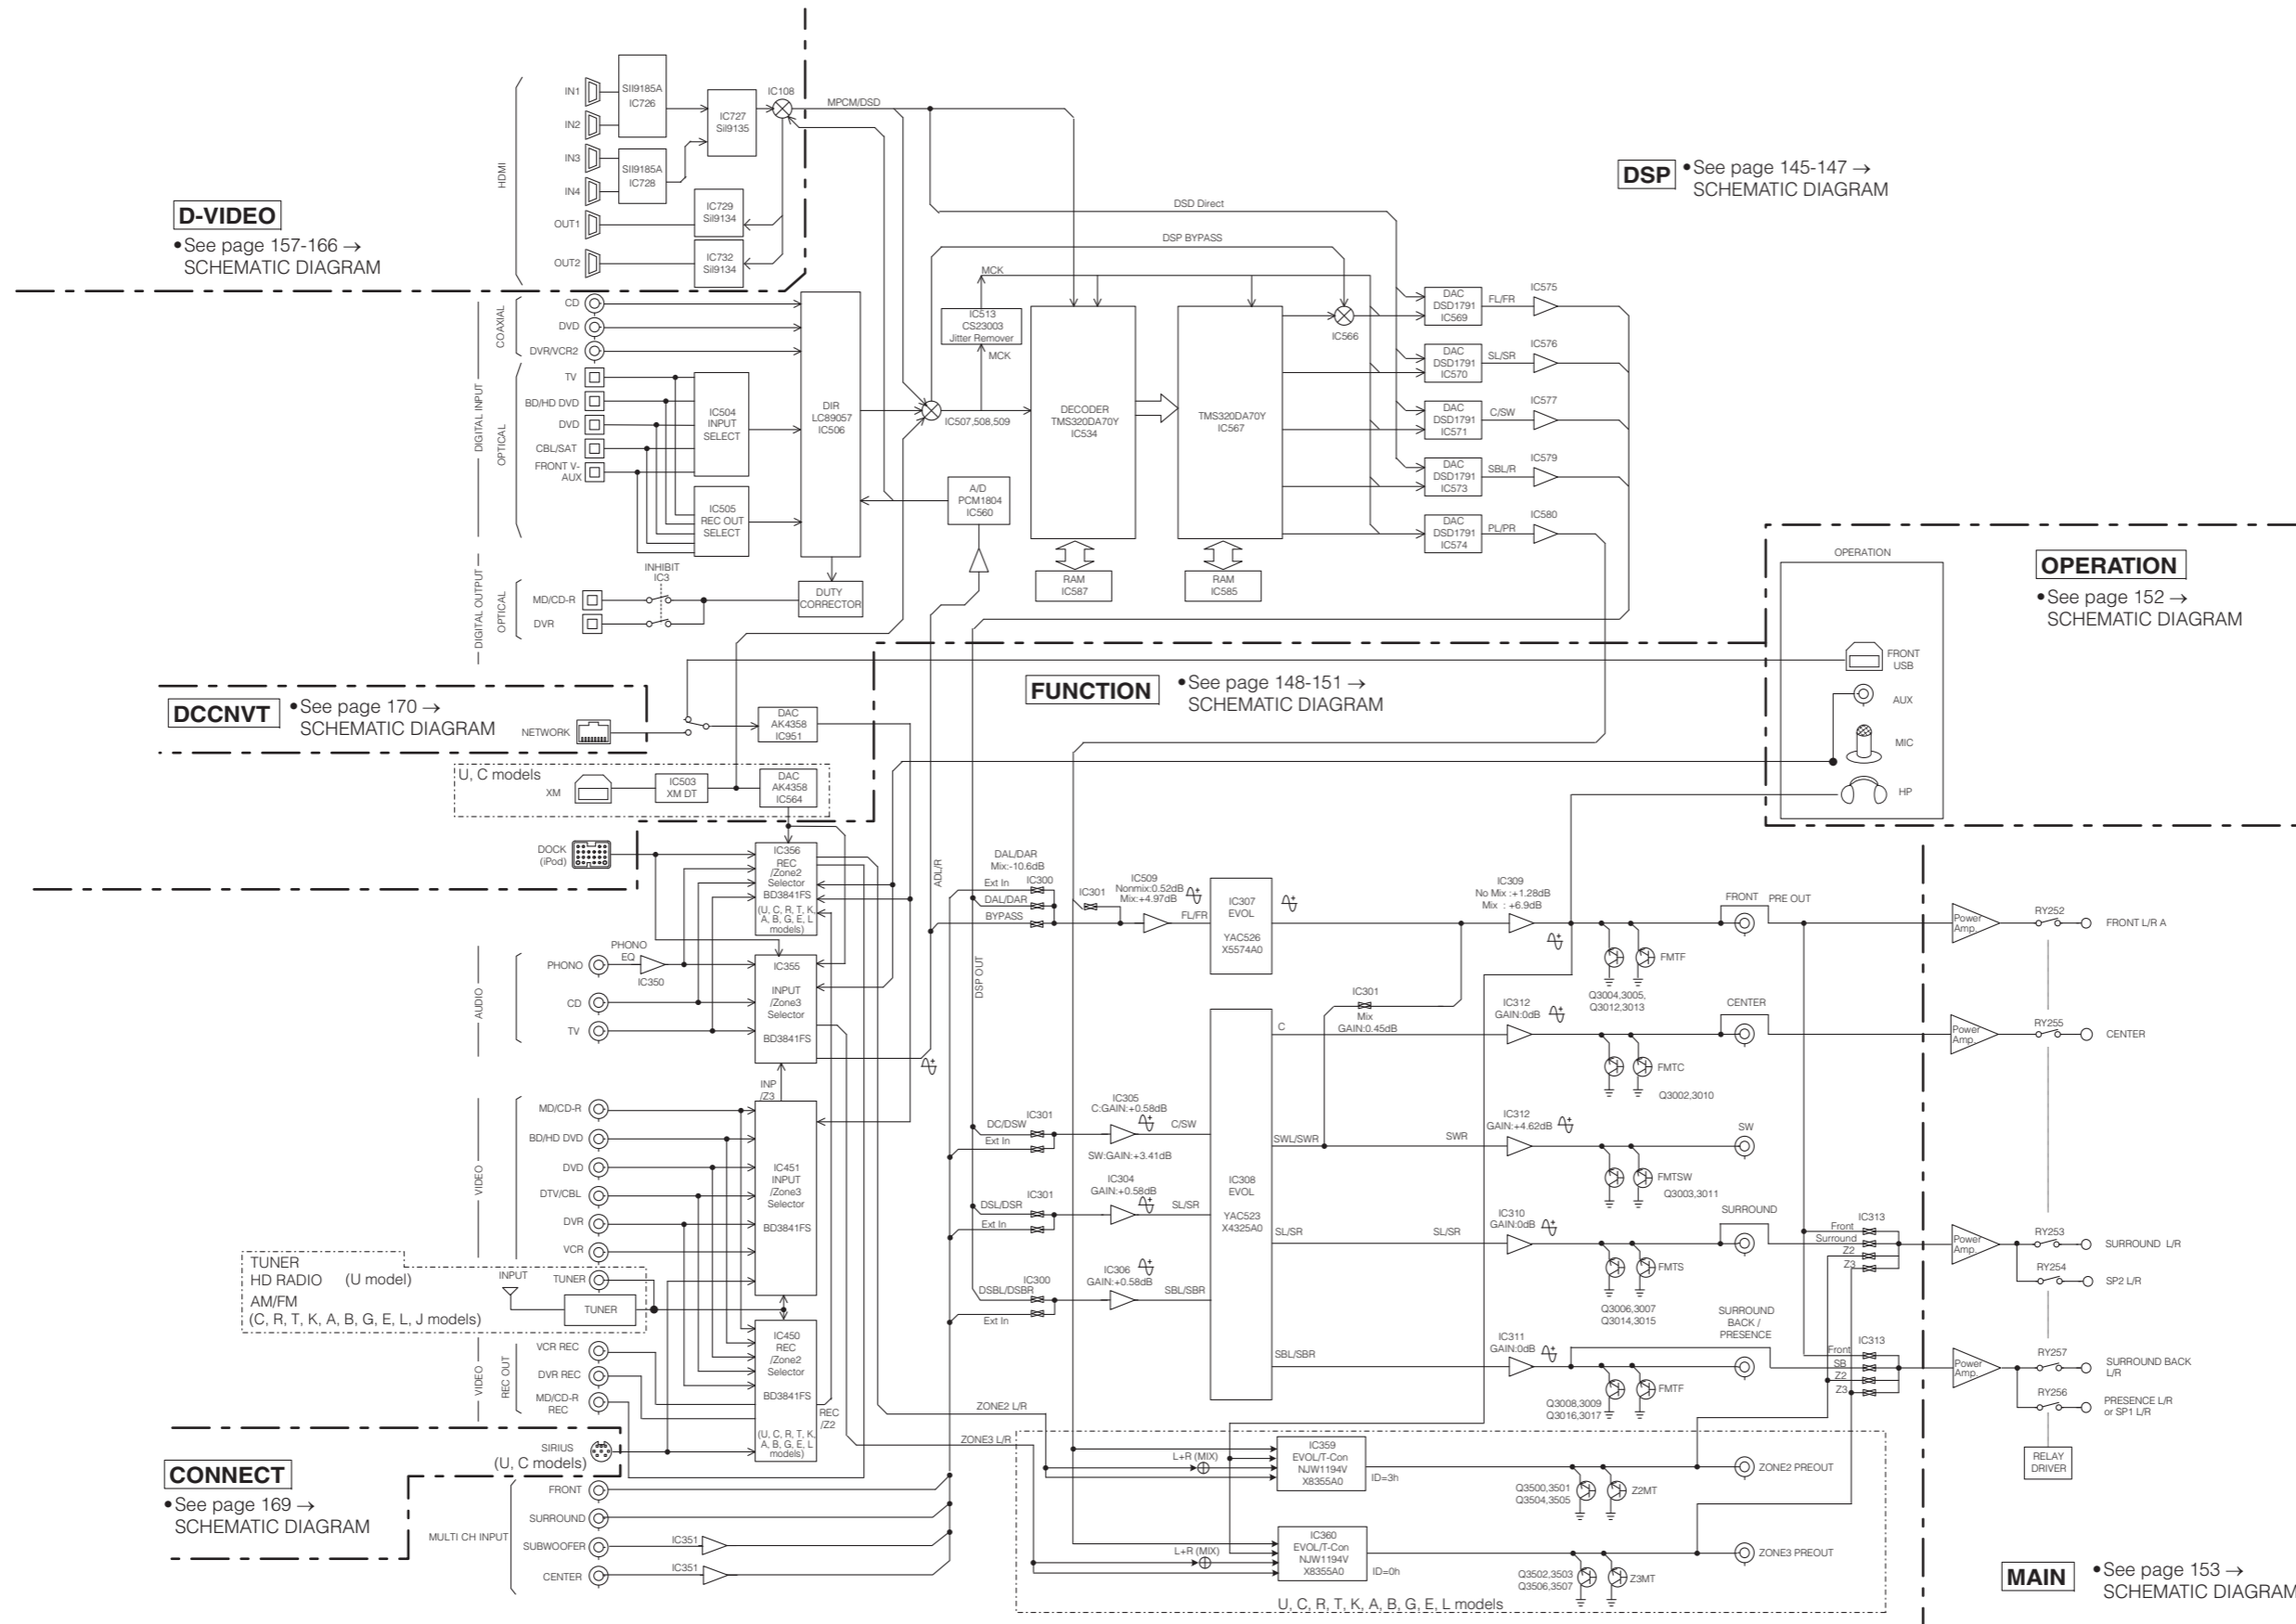 D-VIDEO
•See page 157-166 →
SCHEMATIC DIAGRAM
HDMI
IN1
IN2
IN3
IN4
OUT1
OUT2
SII9185A
IC726
SII9185A
IC728
IC727
SiI9135
IC729
SiI9134
IC732
SiI9134
IC108
MPCM/DSD
DSP
•See page 145-147 →
SCHEMATIC DIAGRAM
DSD Direct
DSP BYPASS
MCK
IC513
CS23003
Jitter Remover
MCK
DIGITAL INPUT
COAXIAL
CD
DVD
DVR/VCR2
OPTICAL
TV
BD/HD DVD
DVD
CBL/SAT
FRONT V-
AUX
IC504
INPUT
SELECT
IC505
REC OUT
SELECT
DIR
LC89057
IC506
IC507,508,509
DECODER
TMS320DA70Y
IC534
TMS320DA70Y
IC567
IC566
A/D
PCM1804
IC560
RAM
IC587
RAM
IC585
DAC
DSD1791
IC569
FL/FR
IC575
DAC
DSD1791
IC570
SL/SR
IC576
DAC
DSD1791
IC571
C/SW
IC577
DAC
DSD1791
IC573
SBL/R
IC579
DAC
DSD1791
IC574
PL/PR
IC580
DIGITAL OUTPUT
OPTICAL
MD/CD-R
DVR
INHIBIT
IC3
DUTY
CORRECTOR
OPERATION
FRONT
USB
AUX
MIC
HP
OPERATION
•See page 152 →
SCHEMATIC DIAGRAM
DCCNVT
•See page 170 →
SCHEMATIC DIAGRAM
NETWORK
DAC
AK4358
IC951
FUNCTION
•See page 148-151 →
SCHEMATIC DIAGRAM
U, C models
XM
IC503
XM DT
DAC
AK4358
IC564
DOCK
(iPod)
IC356
REC
/Zone2
Selector
BD3841FS
(U, C, R, T, K,
A, B, G, E, L
models)
AUDIO
PHONO
PHONO
EQ
IC350
CD
TV
IC355
INPUT
/Zone3
Selector
BD3841FS
ADL/R
INP
/Z3
VIDEO
MD/CD-R
BD/HD DVD
DVD
DTV/CBL
DVR
VCR
IC451
INPUT
/Zone3
Selector
BD3841FS
TUNER
HD RADIO (U model)
AM/FM
(C, R, T, K, A, B, G, E, L, J models)
INPUT
TUNER
TUNER
VIDEO
REC OUT
VCR REC
DVR REC
MD/CD-R
REC
IC450
REC
/Zone2
Selector
BD3841FS
(U, C, R, T, K,
A, B, G, E, L
models)
REC
/Z2
SIRIUS
(U, C models)
CONNECT
•See page 169 →
SCHEMATIC DIAGRAM
MULTI CH INPUT
FRONT
SURROUND
SUBWOOFER
CENTER
IC351
IC351
DSP OUT
DAL/DAR
Mix:-10.6dB
Ext In
IC300
DAL/DAR
BYPASS
IC301
IC509
Nonmix:0.52dB
Mix:+4.97dB
FL/FR
IC307
EVOL
YAC526
X5574A0
IC309
No Mix :+1.28dB
Mix : +6.9dB
FRONT
PRE OUT
FMTF
Q3004,3005,
Q3012,3013
IC301
Mix
GAIN:0.45dB
C
IC312
GAIN:0dB
CENTER
FMTC
Q3002,3010
DC/DSW
IC301
Ext In
IC305
C:GAIN:+0.58dB
C/SW
SW:GAIN:+3.41dB
SWL/SWR
SWR
IC312
GAIN:+4.62dB
SW
FMTSW
Q3003,3011
DSL/DSR
IC301
Ext In
IC304
GAIN:+0.58dB
SL/SR
IC308
EVOL
YAC523
X4325A0
SL/SR
SL/SR
IC310
GAIN:0dB
SURROUND
FMTS
Q3006,3007
Q3014,3015
DSBL/DSBR
IC300
Ext In
IC306
GAIN:+0.58dB
SBL/SBR
SBL/SBR
IC311
GAIN:0dB
SURROUND
BACK /
PRESENCE
FMTF
Q3008,3009
Q3016,3017
IC313
Front
Surround
Z2
Z3
IC313
Front
SB
Z2
Z3
Power
Amp.
RY252
FRONT L/R A
Power
Amp.
RY255
CENTER
Power
Amp.
RY253
SURROUND L/R
RY254
SP2 L/R
Power
Amp.
RY257
SURROUND BACK
L/R
RY256
PRESENCE L/R
or SP1 L/R
RELAY
DRIVER
ZONE2 L/R
ZONE3 L/R
L+R (MIX)
IC359
EVOL/T-Con
NJW1194V
X8355A0
ID=3h
Q3500,3501
Q3504,3505
Z2MT
ZONE2 PREOUT
L+R (MIX)
IC360
EVOL/T-Con
NJW1194V
X8355A0
ID=0h
Q3502,3503
Q3506,3507
Z3MT
ZONE3 PREOUT
U, C, R, T, K, A, B, G, E, L models
MAIN
•See page 153 →
SCHEMATIC DIAGRAM